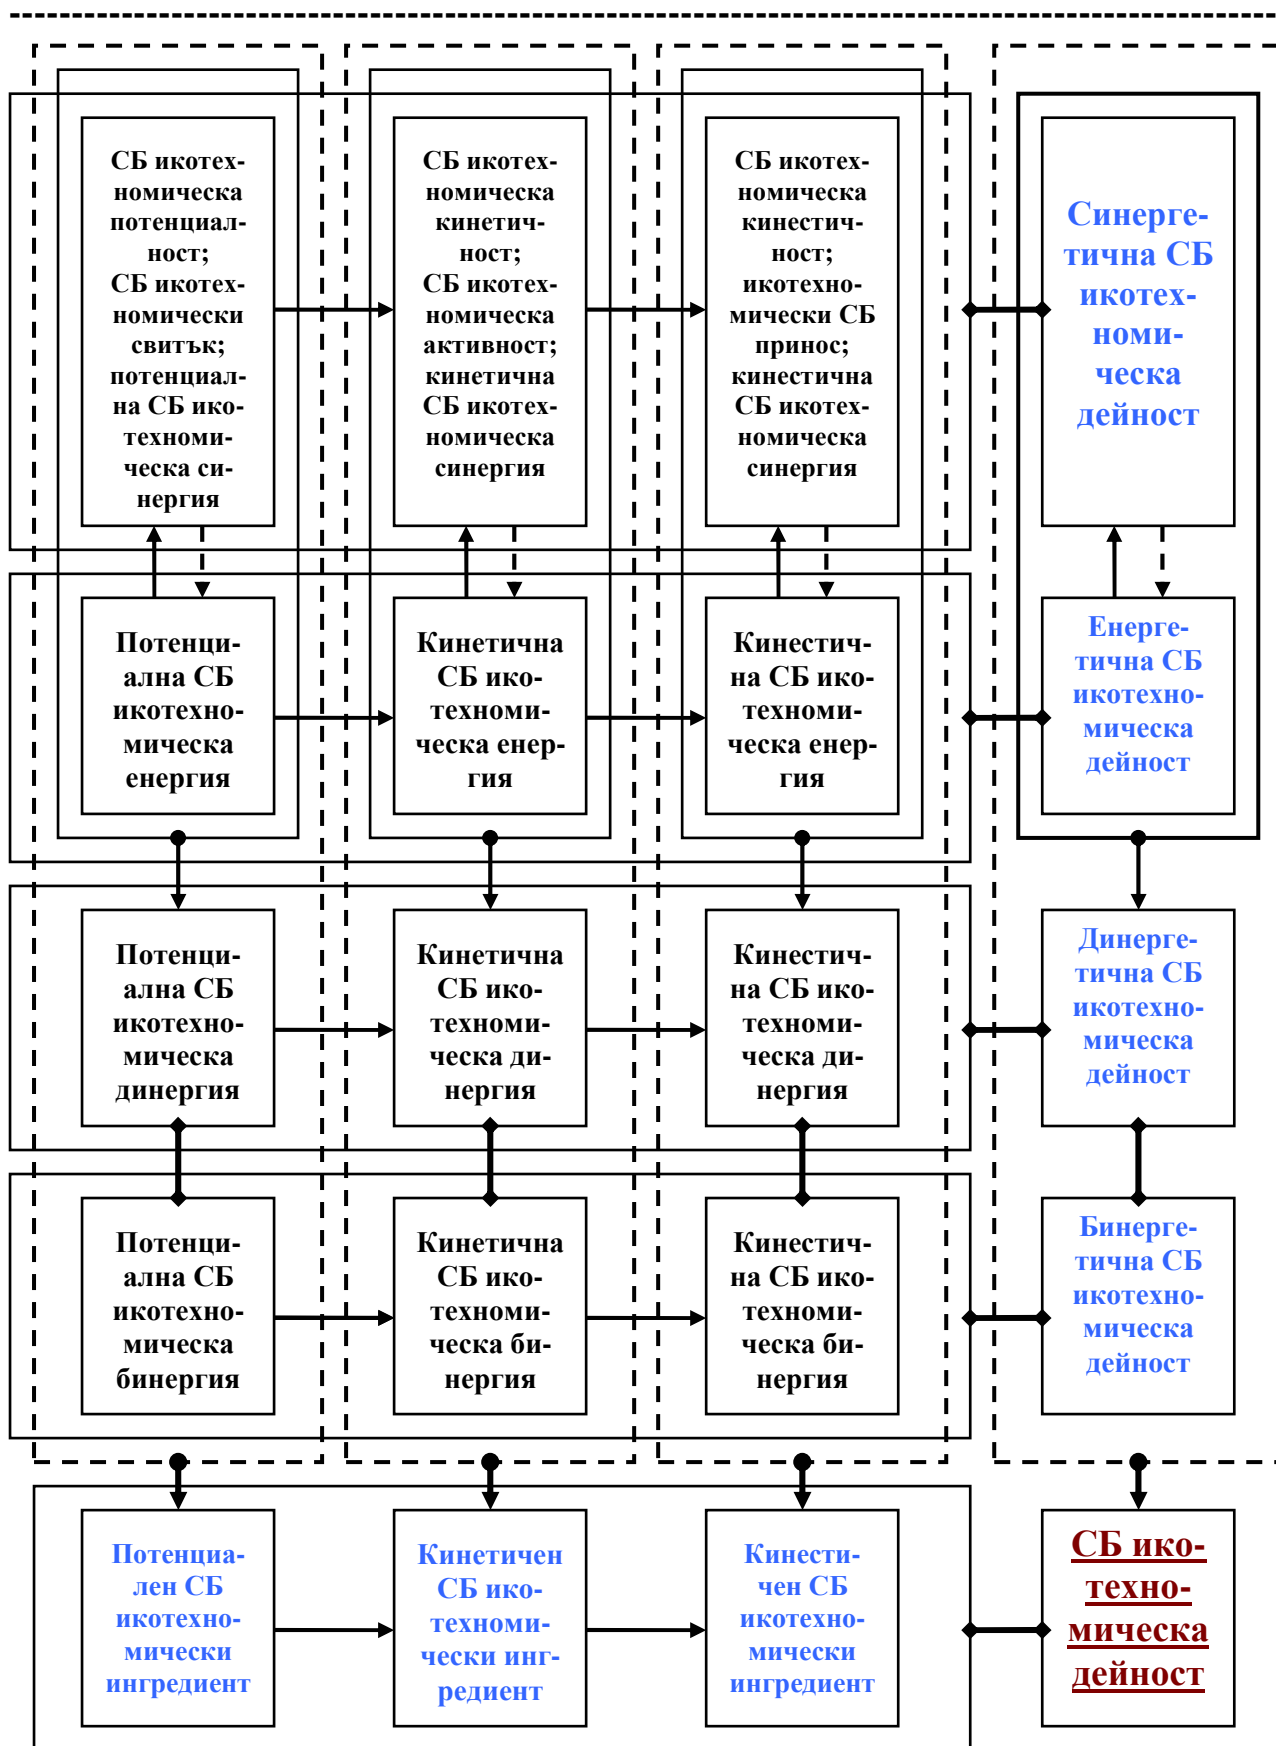 СБ икотех-
номическа
потенциал-
ност;
СБ икотех-
номически
свитък;
потенциал-
на СБ ико-
техноми-
ческа си-
нергия
СБ икотех-
номическа
кинетич-
ност;
СБ икотех-
номическа
активност;
кинетична
СБ икотех-
номическа
синергия
СБ икотех-
номическа
кинестич-
ност;
икотехно-
мически СБ
принос;
кинестична
СБ икотех-
номическа
синергия
Синерге-
тична СБ
икотех-
номи-
ческа
дейност
Потенци-
ална СБ
икотехно-
мическа
енергия
Кинетична
СБ ико-
техноми-
ческа енер-
гия
Кинестич-
на СБ ико-
техноми-
ческа енер-
гия
Енерге-
тична СБ
икотехно-
мическа
дейност
Потенци-
ална СБ
икотехно-
мическа
динергия
Кинетична
СБ ико-
техноми-
ческа ди-
нергия
Кинестич-
на СБ ико-
техноми-
ческа ди-
нергия
Динерге-
тична СБ
икотехно-
мическа
дейност
Потенци-
ална СБ
икотехно-
мическа
бинергия
Кинетична
СБ ико-
техноми-
ческа би-
нергия
Кинестич-
на СБ ико-
техноми-
ческа би-
нергия
Бинерге-
тична СБ
икотехно-
мическа
дейност
Потенциа-
лен СБ
икотехно-
мически
ингредиент
Кинетичен
СБ ико-
техноми-
чески инг-
редиент
Кинести-
чен СБ
икотехно-
мически
ингредиент
СБ ико-
техно-
мическа
дейност